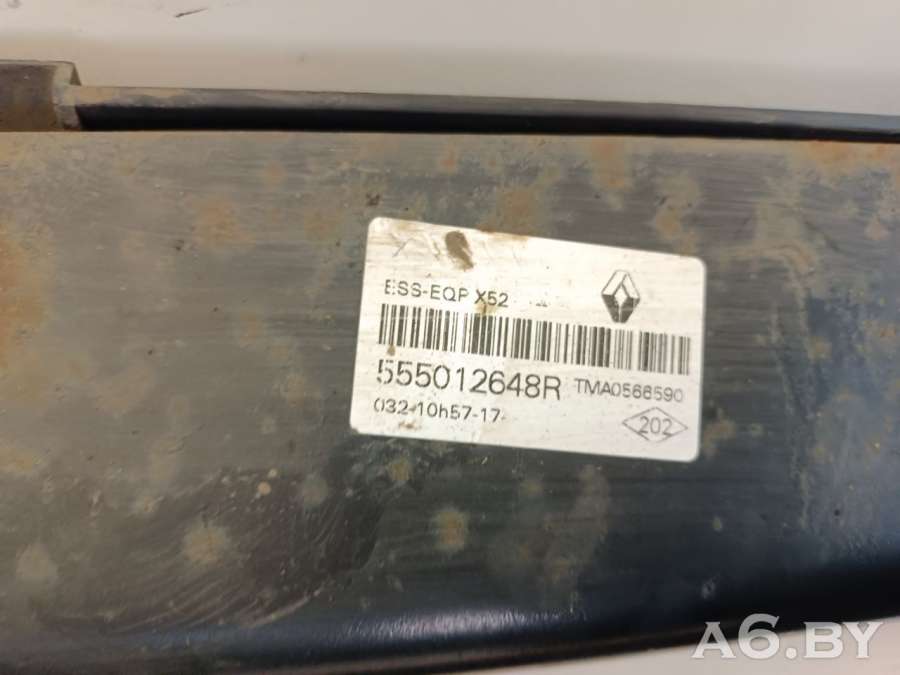 ESS-EQP X52
555012648R TMA0566590
032-10h57-17-
202
A6.BY